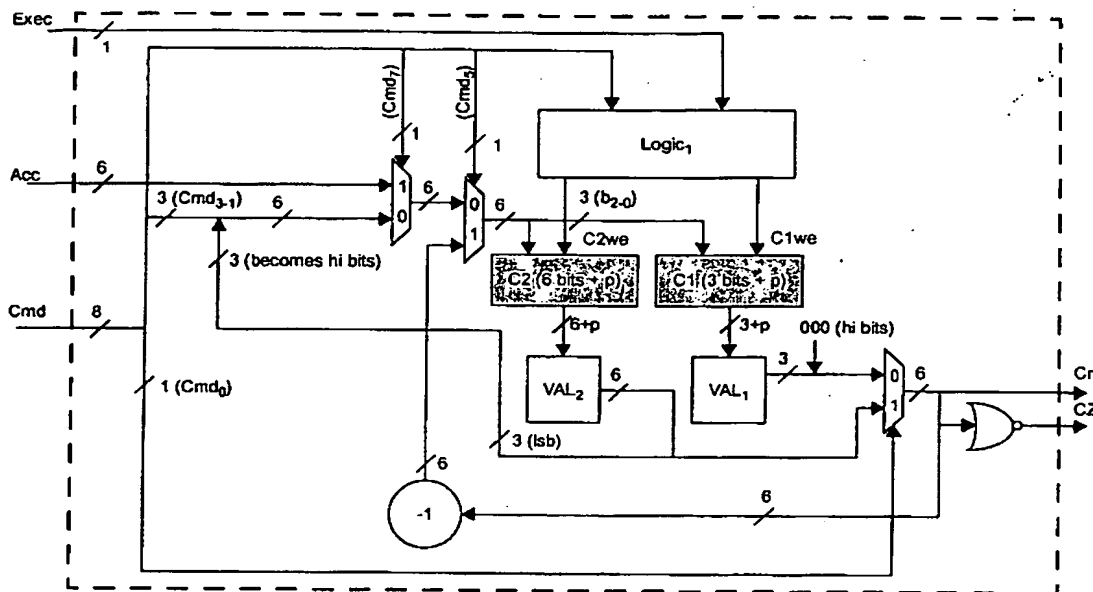 Exec
1
(Cmd7)
(Cmd5)
1
1
Logic1
Acc
6
1
0
6
0
1
6
3 (b2-0)
3 (Cmd3-1)
6
C2we
C1we
3 (becomes hi bits)
C2 (6 bits + p)
C1 (3 bits + p)
Cmd
8
6+p
3+p
000 (hi bits)
1 (Cmd0)
VAL2
6
VAL1
3
0
1
6
3 (lsb)
6
-1
6